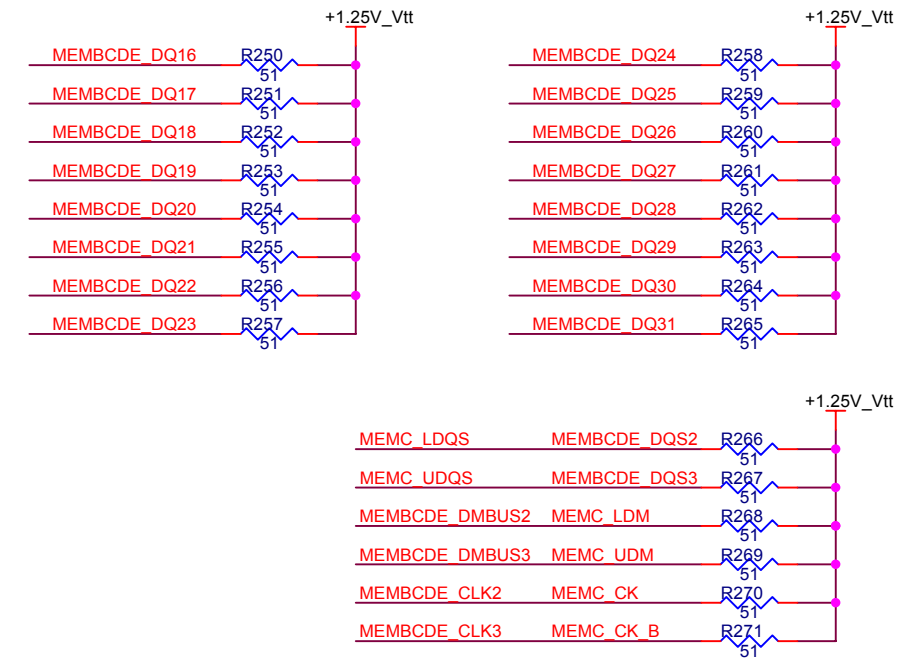 +1.25V_Vtt
MEMBCDE_DQ16 R250 51
MEMBCDE_DQ17 R251 51
MEMBCDE_DQ18 R252 51
MEMBCDE_DQ19 R253 51
MEMBCDE_DQ20 R254 51
MEMBCDE_DQ21 R255 51
MEMBCDE_DQ22 R256 51
MEMBCDE_DQ23 R257 51
+1.25V_Vtt
MEMBCDE_DQ24 R258 51
MEMBCDE_DQ25 R259 51
MEMBCDE_DQ26 R260 51
MEMBCDE_DQ27 R261 51
MEMBCDE_DQ28 R262 51
MEMBCDE_DQ29 R263 51
MEMBCDE_DQ30 R264 51
MEMBCDE_DQ31 R265 51
+1.25V_Vtt
MEMC_LDQS MEMBCDE_DQS2 R266 51
MEMC_UDQS MEMBCDE_DQS3 R267 51
MEMBCDE_DMBUS2 MEMC_LDM R268 51
MEMBCDE_DMBUS3 MEMC_UDM R269 51
MEMBCDE_CLK2 MEMC_CK R270 51
MEMBCDE_CLK3 MEMC_CK_B R271 51